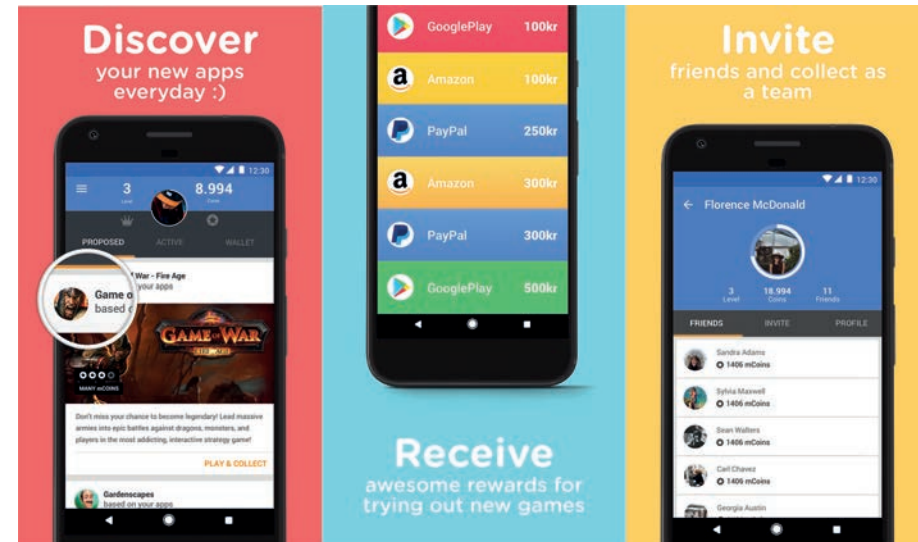 Discover
your new apps
everyday :)
12:30
3
8.994
Level
Coins
PROPOSED
ACTIVE
WALLET
War - Fire Age
your apps
Game o
based o
GAME OF WAR
FIRE AGE
MANY mCOINS
Don't miss your chance to become legendary! Lead massive
armies into epic battles against dragons, monsters, and
players in the most addicting, interactive strategy game!
PLAY & COLLECT
Gardenscapes
based on your apps
GooglePlay 100kr
Amazon 100kr
PayPal 250kr
Amazon 300kr
PayPal 300kr
GooglePlay 500kr
Receive
awesome rewards for
trying out new games
Invite
friends and collect as
a team
12:30
Florence McDonald
3
18.994
11
Level
Coins
Friends
FRIENDS
INVITE
PROFILE
Sandra Adams
1406 mCoins
Sylvia Maxwell
1406 mCoins
Sean Walters
1406 mCoins
Carl Chavez
1406 mCoins
Georgia Austin